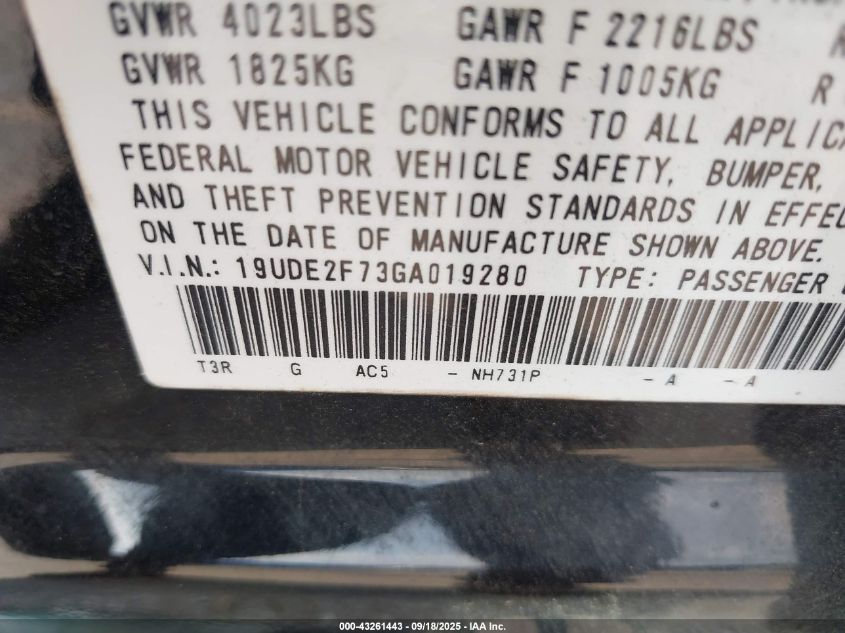 GVWR 4023LBS GAWR F 2216LBS
GVWR 1825KG GAWR F 1005KG R
THIS VEHICLE CONFORMS TO ALL APPLICA
FEDERAL MOTOR VEHICLE SAFETY, BUMPER,
AND THEFT PREVENTION STANDARDS IN EFFEC
ON THE DATE OF MANUFACTURE SHOWN ABOVE.
V.I.N.: 19UDE2F73GA019280 TYPE: PASSENGER
T3R G AC5 - NH731P - A - A
000-43261443 - 09/18/2025 - IAA Inc.